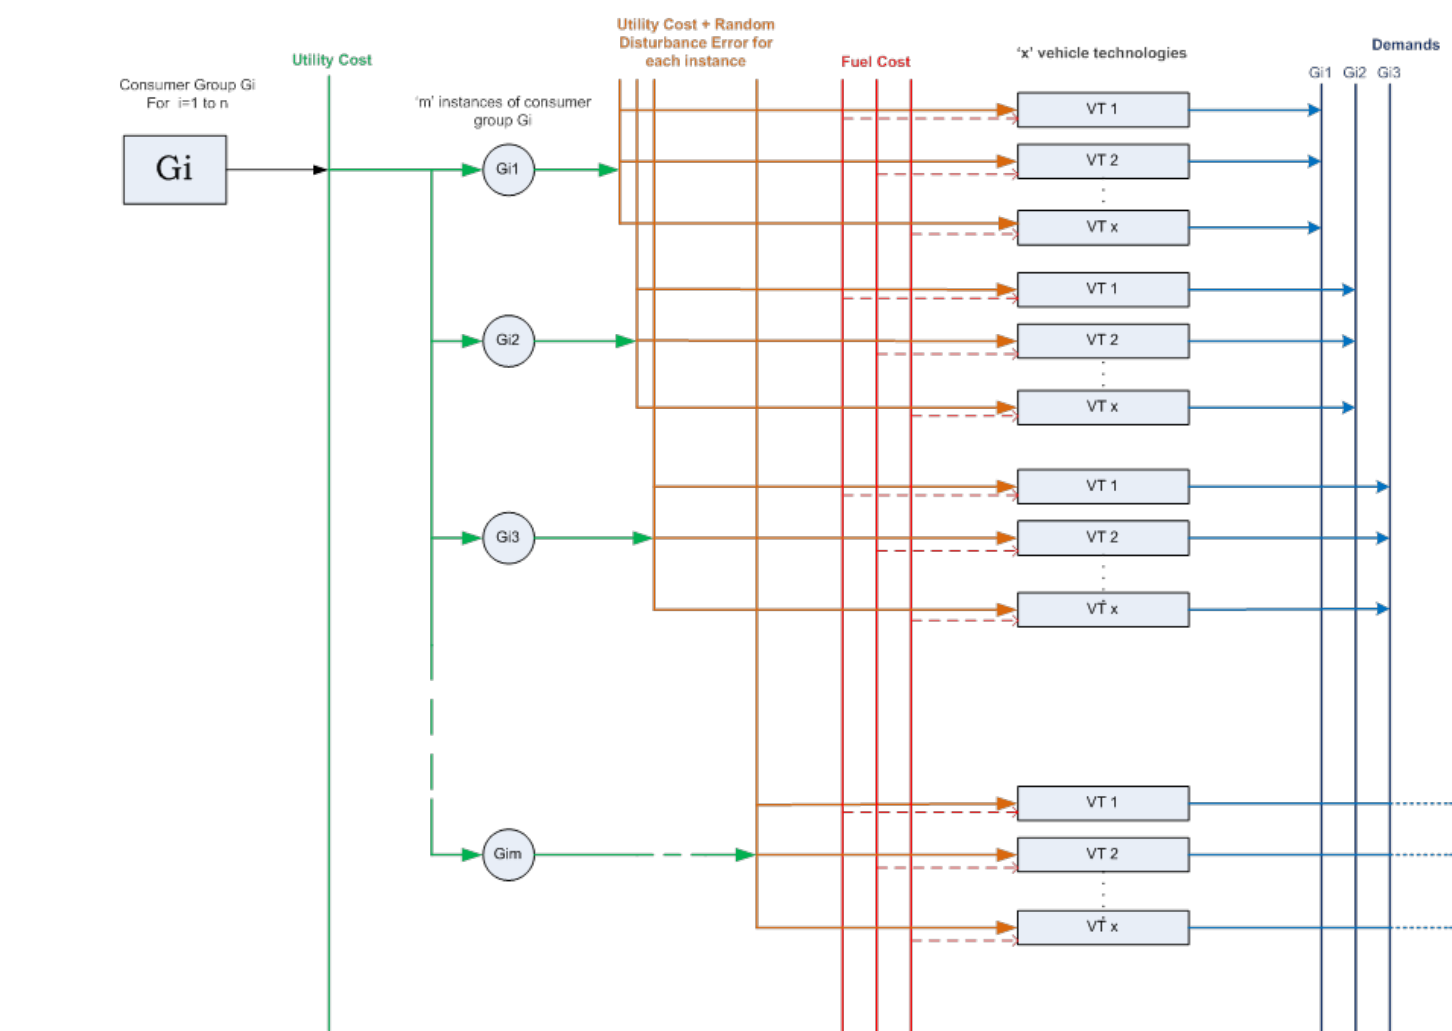 Utility Cost + Random
Disturbance Error for
each instance
Utility Cost
Fuel Cost
'x' vehicle technologies
Demands
Gi1 Gi2 Gi3
Consumer Group Gi
For i=1 to n
'm' instances of consumer
group Gi
Gi
Gi1
VT 1
VT 2
VT x
Gi2
VT 1
VT 2
VT x
Gi3
VT 1
VT 2
VT x
Gim
VT 1
VT 2
VT x